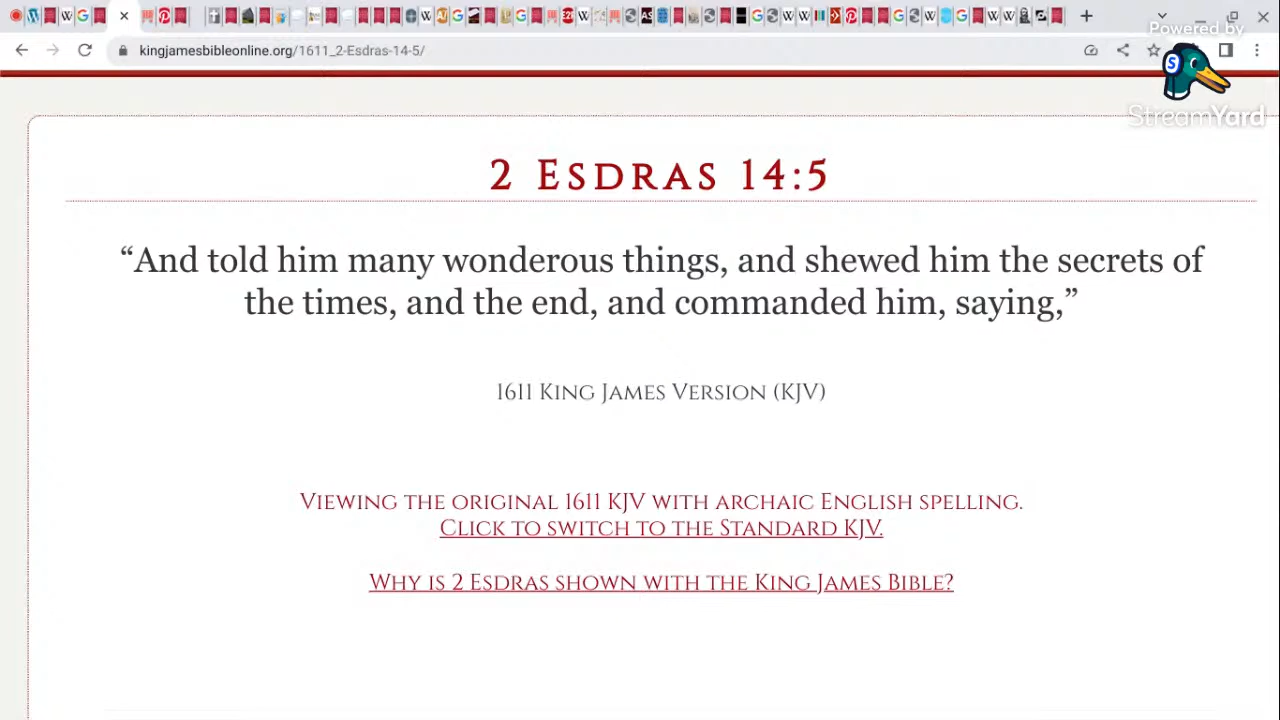 Powered by
kingjamesbibleonline.org/1611_2-Esdras-14-5/
StreamYard
2 Esdras 14:5
“And told him many wonderous things, and shewed him the secrets of
the times, and the end, and commanded him, saying,”
1611 King James Version (KJV)
Viewing the original 1611 KJV with archaic English spelling.
Click to switch to the Standard KJV.
Why is 2 Esdras shown with the King James Bible?